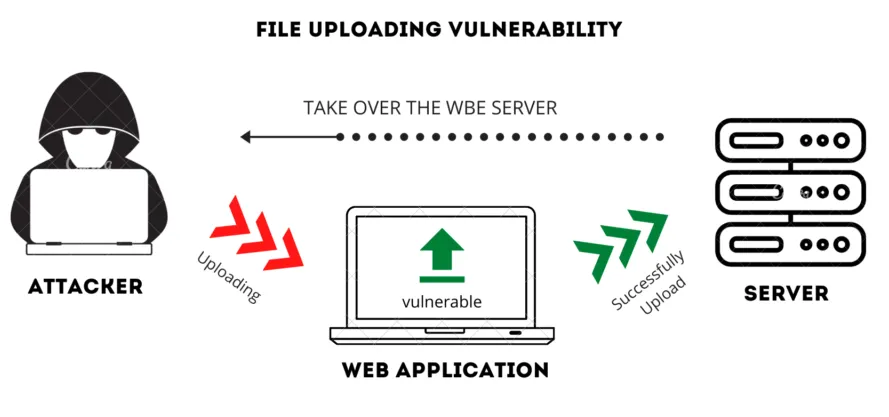 FILE UPLOADING VULNERABILITY
TAKE OVER THE WBE SERVER
Uploading
vulnerable
Successfully
Upload
ATTACKER
SERVER
WEB APPLICATION